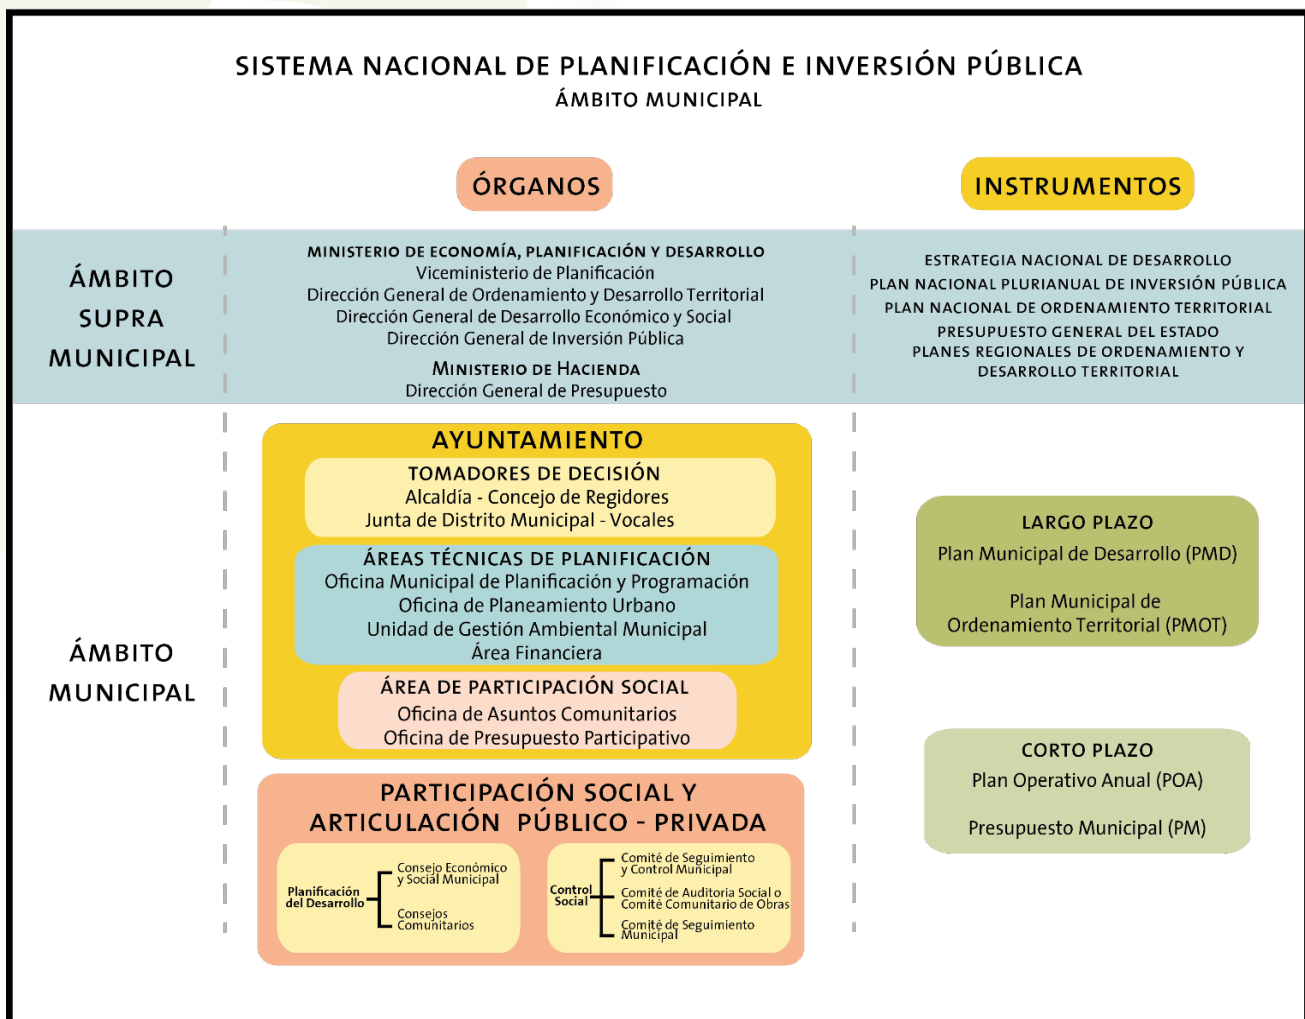 SISTEMA NACIONAL DE PLANIFICACIÓN E INVERSIÓN PÚBLICA
ÁMBITO MUNICIPAL
ÓRGANOS
INSTRUMENTOS
ÁMBITO
SUPRA
MUNICIPAL
MINISTERIO DE ECONOMÍA, PLANIFICACIÓN Y DESARROLLO
Viceministerio de Planificación
Dirección General de Ordenamiento y Desarrollo Territorial
Dirección General de Desarrollo Económico y Social
Dirección General de Inversión Pública
MINISTERIO DE HACIENDA
Dirección General de Presupuesto
ESTRATEGIA NACIONAL DE DESARROLLO
PLAN NACIONAL PLURIANUAL DE INVERSIÓN PÚBLICA
PLAN NACIONAL DE ORDENAMIENTO TERRITORIAL
PRESUPUESTO GENERAL DEL ESTADO
PLANES REGIONALES DE ORDENAMIENTO Y
DESARROLLO TERRITORIAL
ÁMBITO
MUNICIPAL
AYUNTAMIENTO
TOMADORES DE DECISIÓN
Alcaldía - Concejo de Regidores
Junta de Distrito Municipal - Vocales
ÁREAS TÉCNICAS DE PLANIFICACIÓN
Oficina Municipal de Planificación y Programación
Oficina de Planeamiento Urbano
Unidad de Gestión Ambiental Municipal
Área Financiera
ÁREA DE PARTICIPACIÓN SOCIAL
Oficina de Asuntos Comunitarios
Oficina de Presupuesto Participativo
PARTICIPACIÓN SOCIAL Y
ARTICULACIÓN PÚBLICO - PRIVADA
Planificación
del Desarrollo
Consejo Económico
y Social Municipal
Consejos
Comunitarios
Control
Social
Comité de Seguimiento
y Control Municipal
Comité de Auditoria Social o
Comité Comunitario de Obras
Comité de Seguimiento
Municipal
LARGO PLAZO
Plan Municipal de Desarrollo (PMD)
Plan Municipal de
Ordenamiento Territorial (PMOT)
CORTO PLAZO
Plan Operativo Anual (POA)
Presupuesto Municipal (PM)